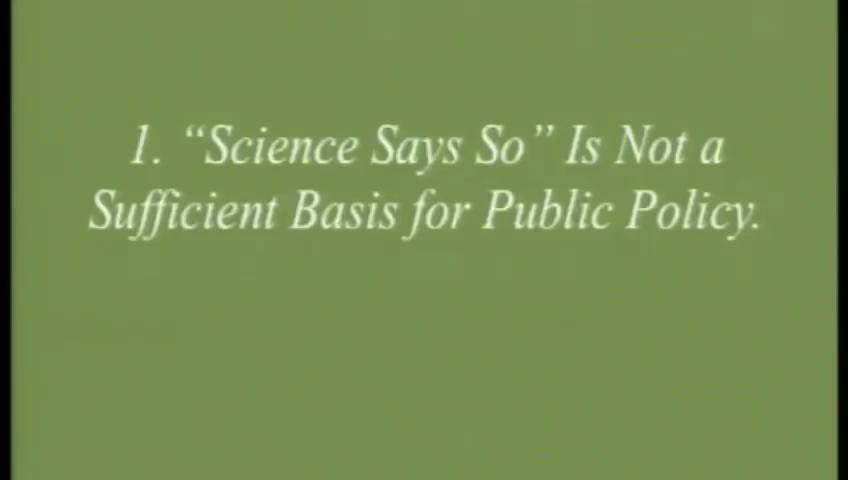 1. “Science Says So” Is Not a
Sufficient Basis for Public Policy.